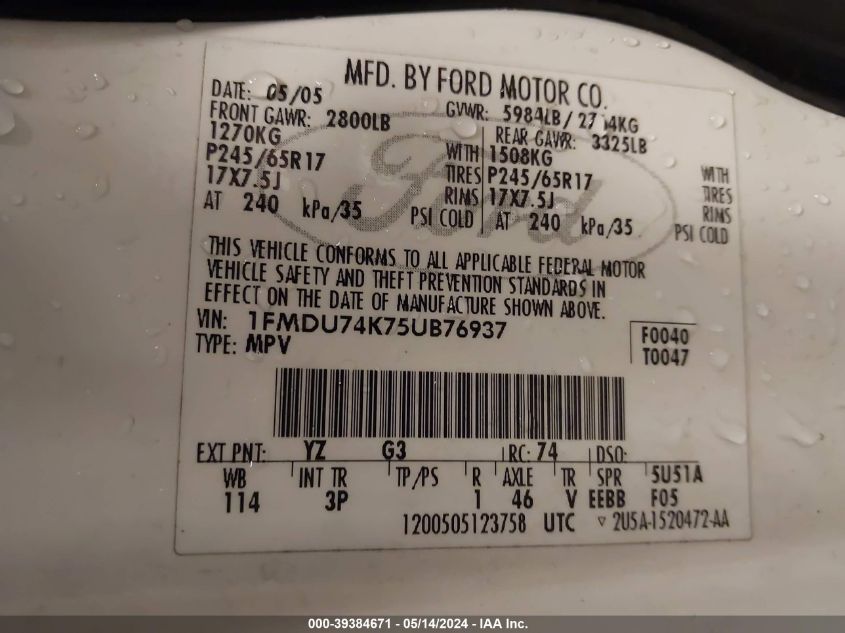 MFD. BY FORD MOTOR CO.
DATE: 05/05 GVWR: 5984LB/
FRONT GAWR: 2800LB REAR GAWR: 3325LB
1270KG WITH 1508KG WITH
P245/65R17 TIRES P245/65R17 TIRES
17X7.5J RIMS 17X7.5J RIMS
AT 240 kPa/35 PSI COLD AT 240 kPa/35 PSI COLD
Ford
THIS VEHICLE CONFORMS TO ALL APPLICABLE FEDERAL MOTOR
VEHICLE SAFETY AND THEFT PREVENTION STANDARDS IN
EFFECT ON THE DATE OF MANUFACTURE SHOWN ABOVE.
VIN: 1FMDU74K75UB76937 F0040
TYPE: MPV T0047
EXT PNT: YZ G3 RC: 74 DSO:
WB INT TR TP/PS R AXLE TR SPR 5U51A
114 3P 1 46 V EEBB F05
1200505123758 UTC ▽ 2U5A-1520472-AA
000-39384671 - 05/14/2024 - IAA Inc.